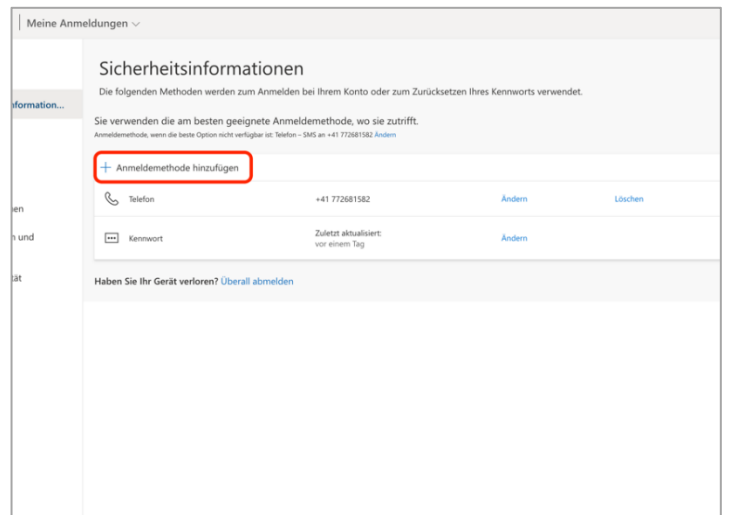 Meine Anmeldungen
Sicherheitsinformationen
Die folgenden Methoden werden zum Anmelden bei Ihrem Konto oder zum Zurücksetzen Ihres Kennworts verwendet.
nformation...
Sie verwenden die am besten geeignete Anmeldemethode, wo sie zutrifft.
Anmeldemethode, wenn die beste Option nicht verfügbar ist: Telefon – SMS an +41 772681582 Ändern
+ Anmeldemethode hinzufügen
Telefon +41 772681582 Ändern Löschen
en
Kennwort Zuletzt aktualisiert: Ändern
vor einem Tag
n und
tät
Haben Sie Ihr Gerät verloren? Überall abmelden